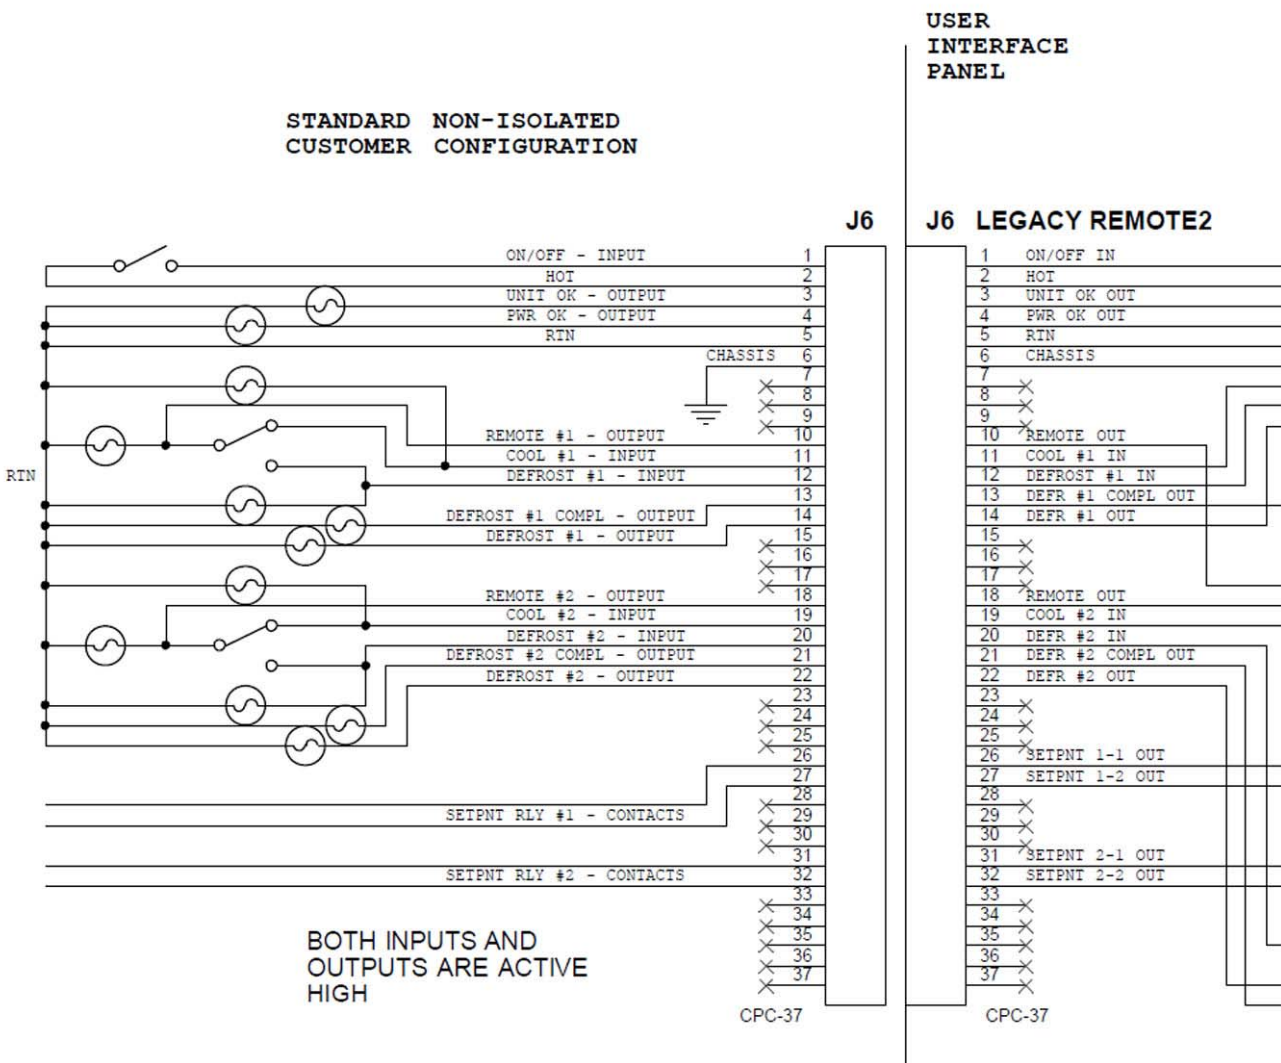 USER
INTERFACE
PANEL
STANDARD NON-ISOLATED
CUSTOMER CONFIGURATION
J6
J6 LEGACY REMOTE2
ON/OFF - INPUT 1
HOT 2
UNIT OK - OUTPUT 3
PWR OK - OUTPUT 4
RTN 5
CHASSIS 6
7
8
9
REMOTE #1 - OUTPUT 10
COOL #1 - INPUT 11
DEFROST #1 - INPUT 12
13
DEFROST #1 COMPL - OUTPUT 14
DEFROST #1 - OUTPUT 15
16
17
REMOTE #2 - OUTPUT 18
COOL #2 - INPUT 19
DEFROST #2 - INPUT 20
DEFROST #2 COMPL - OUTPUT 21
DEFROST #2 - OUTPUT 22
23
24
25
26
27
28
SETPNT RLY #1 - CONTACTS 29
30
31
SETPNT RLY #2 - CONTACTS 32
33
34
35
36
37
CPC-37
RTN
BOTH INPUTS AND
OUTPUTS ARE ACTIVE
HIGH
1 ON/OFF IN
2 HOT
3 UNIT OK OUT
4 PWR OK OUT
5 RTN
6 CHASSIS
7
8
9
10 REMOTE OUT
11 COOL #1 IN
12 DEFROST #1 IN
13 DEFR #1 COMPL OUT
14 DEFR #1 OUT
15
16
17
18 REMOTE OUT
19 COOL #2 IN
20 DEFR #2 IN
21 DEFR #2 COMPL OUT
22 DEFR #2 OUT
23
24
25
26 SETPNT 1-1 OUT
27 SETPNT 1-2 OUT
28
29
30
31 SETPNT 2-1 OUT
32 SETPNT 2-2 OUT
33
34
35
36
37
CPC-37